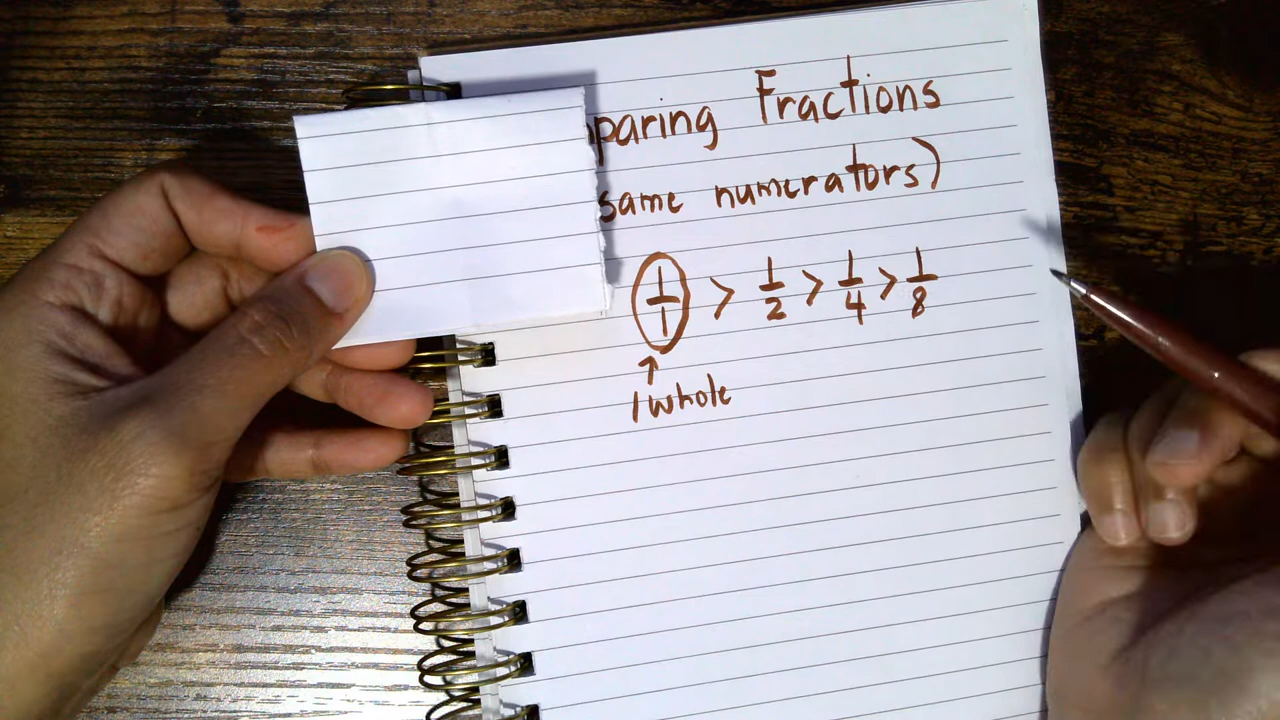 paring Fractions
same numerators)
1/1 > 1/2 > 1/4 > 1/8
↑
1 whole